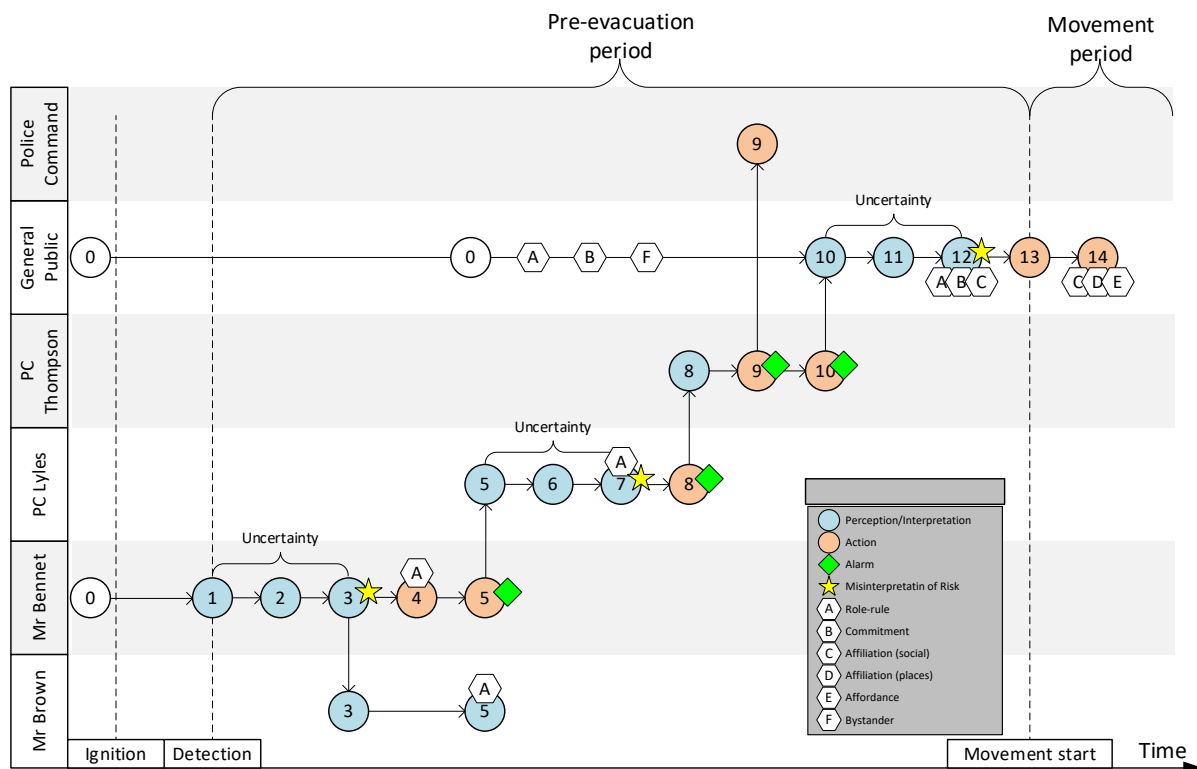 Pre-evacuation
period
Movement
period
Police
Command
9
General
Public
0
0
A
B
F
Uncertainty
10
11
12
A
B
C
13
14
C
D
E
PC
Thompson
8
9
10
PC Lyles
Uncertainty
5
6
7
A
8
Mr Bennet
0
Uncertainty
1
2
3
A
4
5
Mr Brown
3
A
5
Perception/Interpretation
Action
Alarm
Misinterpretatin of Risk
A Role-rule
B Commitment
C Affiliation (social)
D Affiliation (places)
E Affordance
F Bystander
Ignition
Detection
Movement start
Time